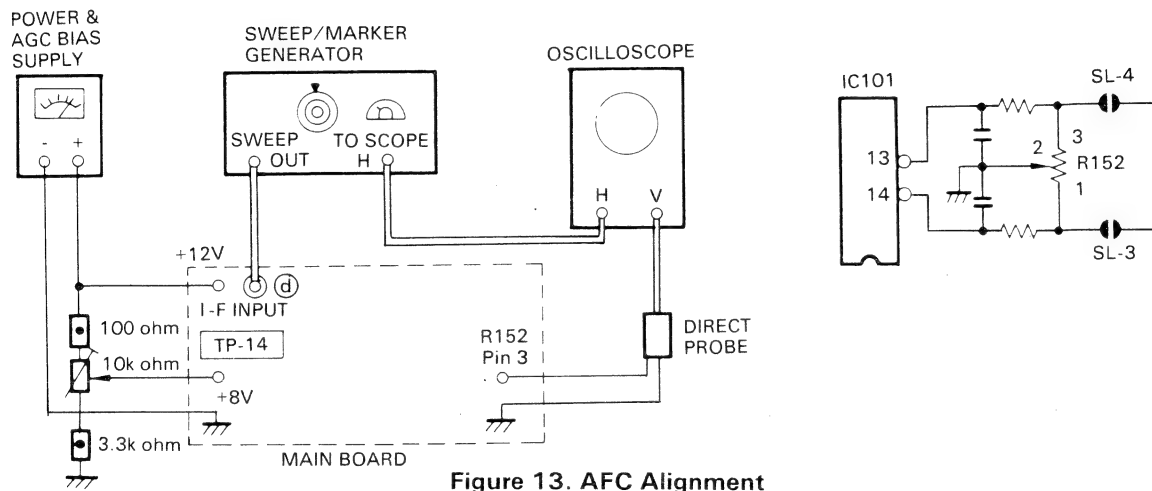 POWER &
AGC BIAS
SUPPLY
- +
SWEEP/MARKER
GENERATOR
SWEEP
OUT
TO SCOPE
H
OSCILLOSCOPE
H V
+12V
d
I-F INPUT
TP-14
+8V
100 ohm
10k ohm
3.3k ohm
R152
Pin 3
DIRECT
PROBE
MAIN BOARD
IC101
13
14
2
3
R152
1
SL-4
SL-3
Figure 13. AFC Alignment